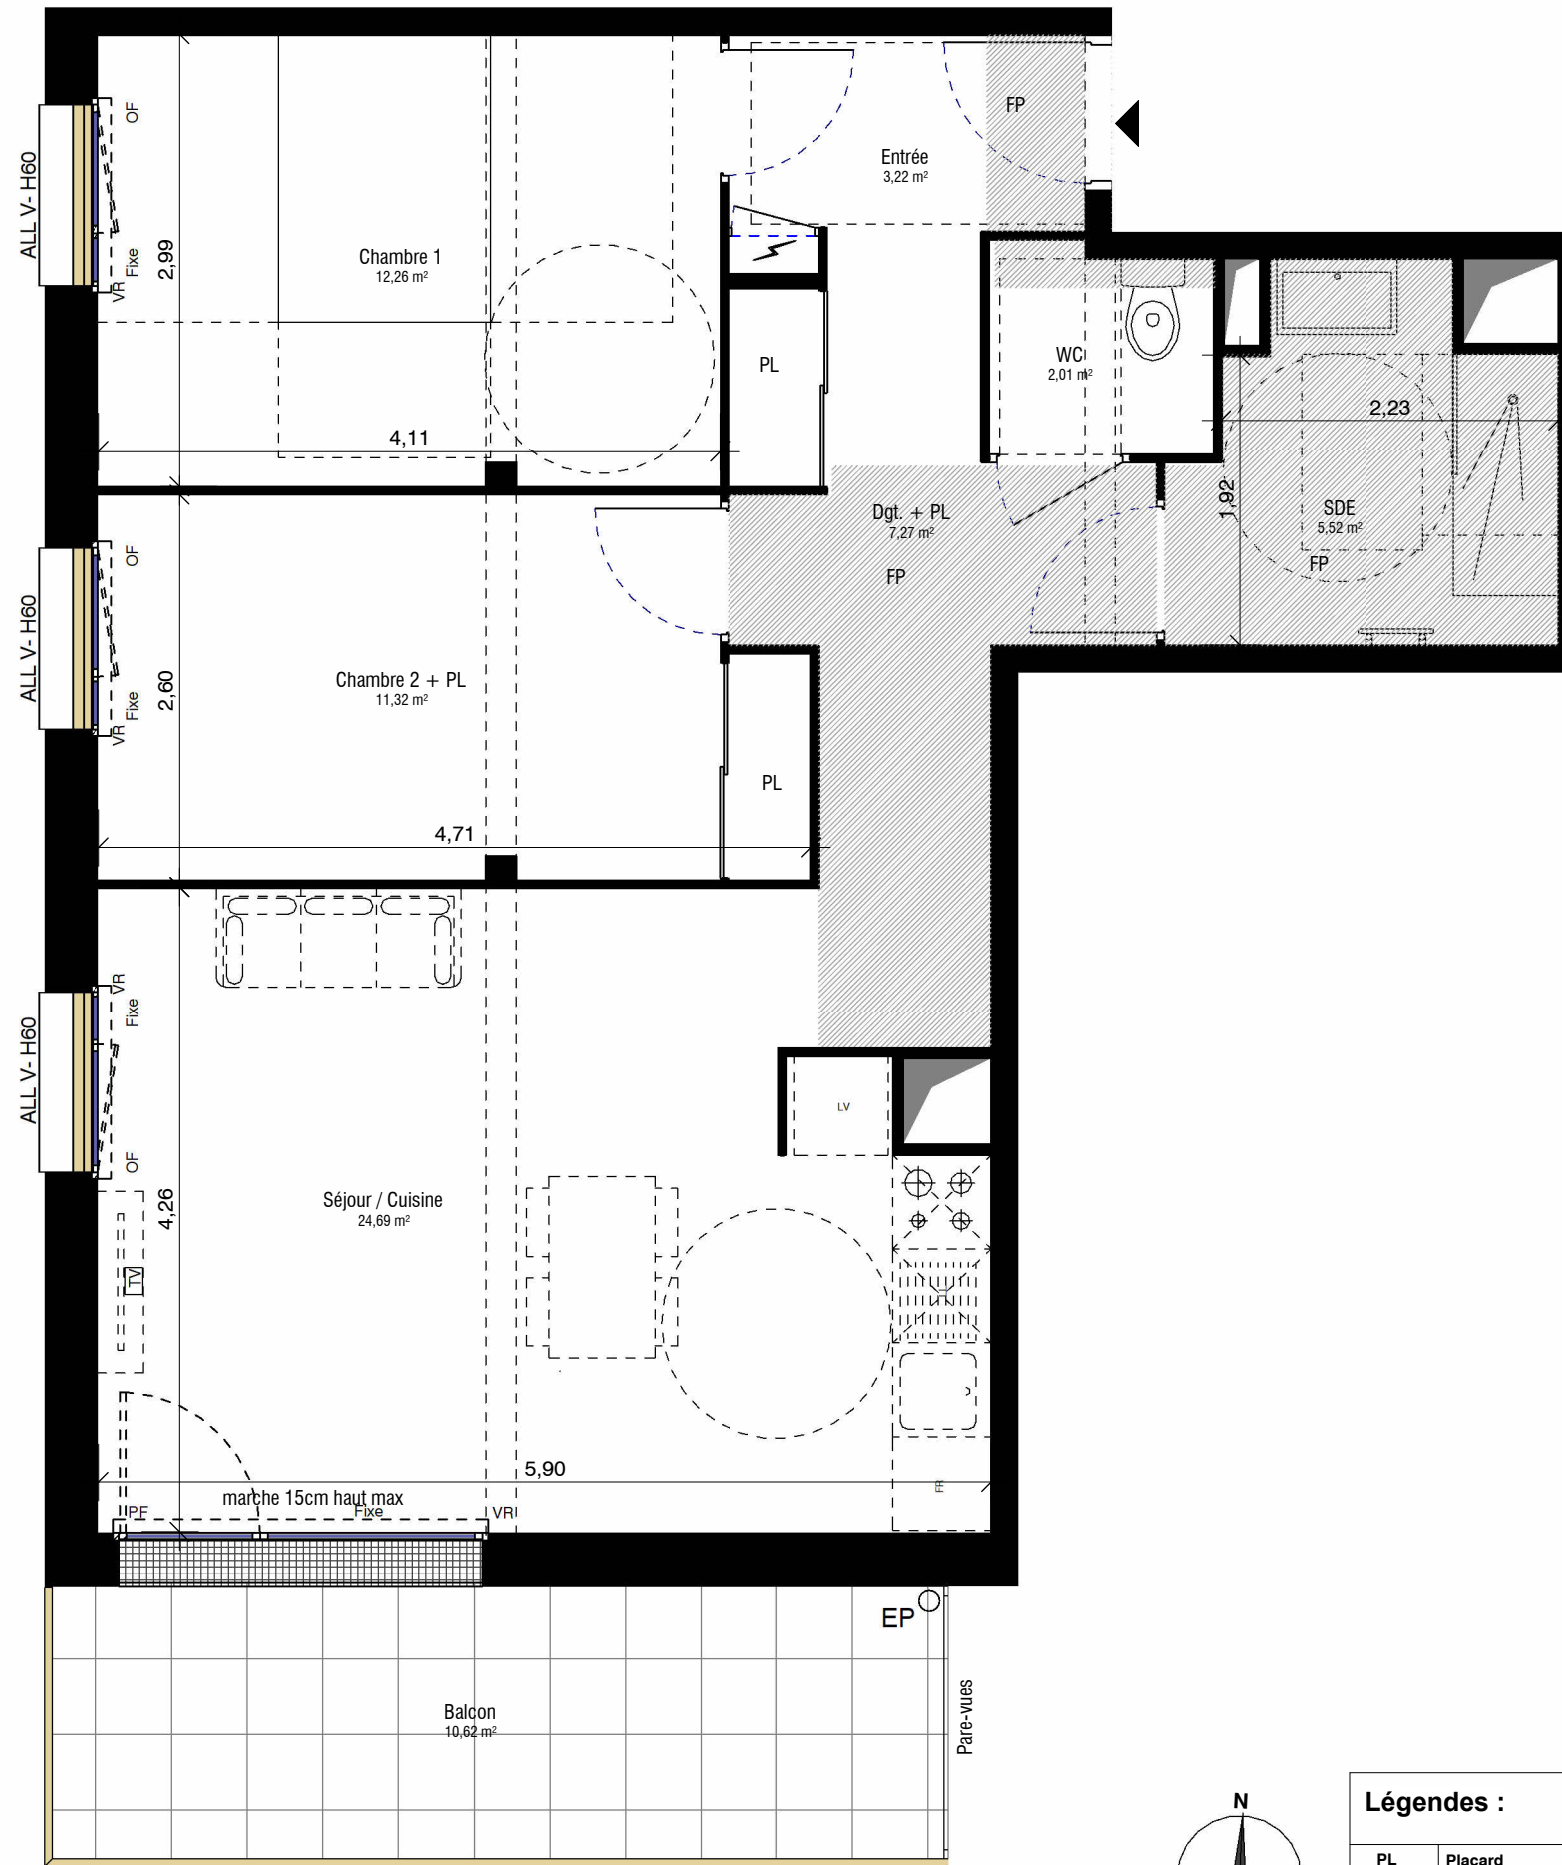 FP
Entrée
3,22 m²
OF
ALL V- H60
Fixe
VR
2,99
Chambre 1
12,26 m²
4,11
PL
WC
2,01 m²
2,23
1,92
SDE
5,52 m²
FP
Dgt. + PL
7,27 m²
FP
OF
ALL V- H60
Fixe
VR
2,60
Chambre 2 + PL
11,32 m²
4,71
PL
VR
Fixe
ALL V- H60
OF
4,26
LV
Séjour / Cuisine
24,69 m²
TV
5,90
FR
marche 15cm haut max
PF
Fixe
VR
EP
Balcon
10,62 m²
Pare-vues
N
Légendes :
PL Placard